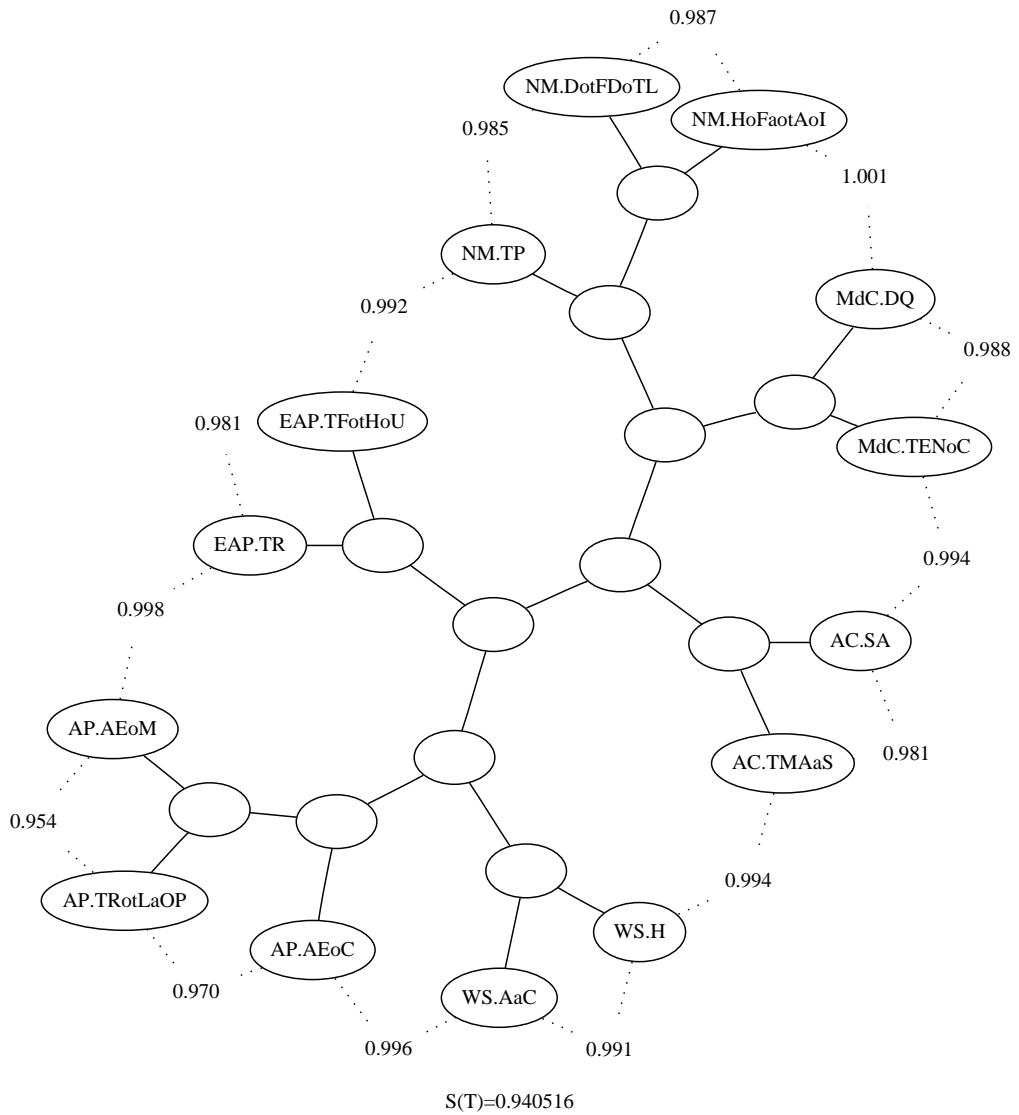 0.987
NM.DotFDoTL
NM.HoFaotAoI
0.985
1.001
NM.TP
MdC.DQ
0.992
0.988
EAP.TFotHoU
0.981
MdC.TENoC
EAP.TR
0.994
0.998
AC.SA
AP.AEoM
0.981
AC.TMAaS
0.954
0.994
AP.TRotLaOP
WS.H
AP.AEoC
0.970
WS.AaC
0.996
0.991
S(T)=0.940516